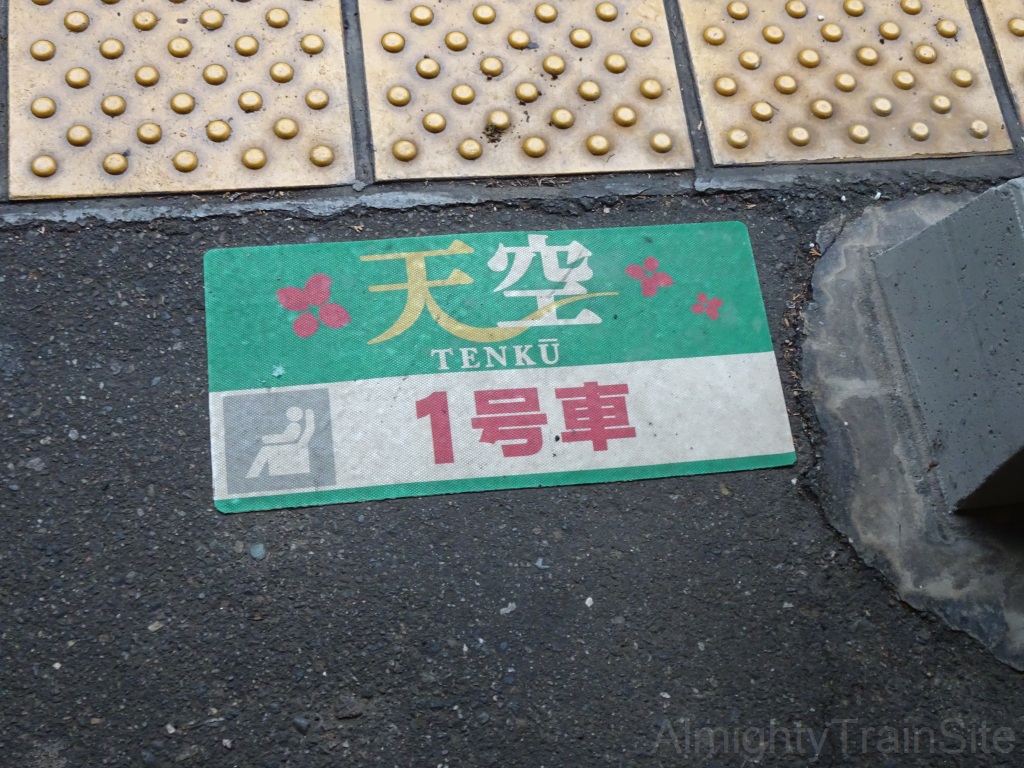 天空
TENKŪ
1号車
AlmightyTrainSite